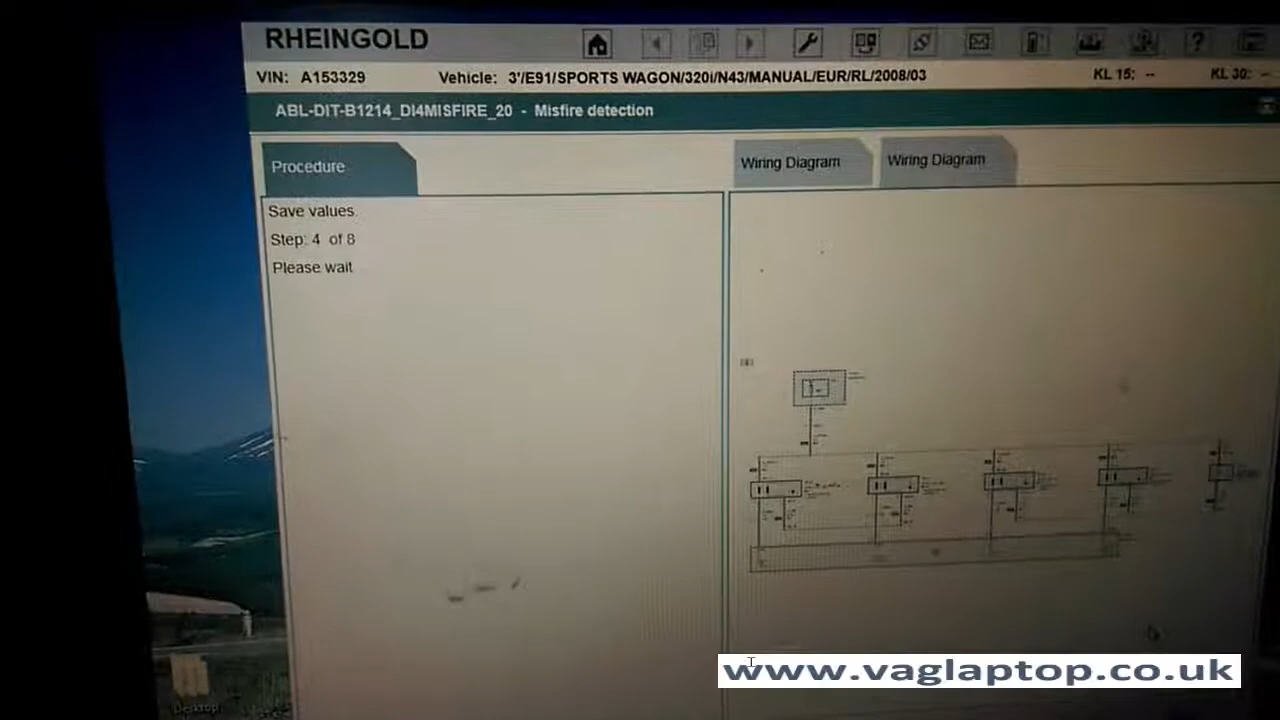 RHEINGOLD
VIN: A153329 Vehicle: 3'/E91/SPORTS WAGON/320i/N43/MANUAL/EUR/RL/2008/03 KL 15: -- KL 30: --
ABL-DIT-B1214_DI4MISFIRE_20 - Misfire detection
Procedure
Wiring Diagram
Wiring Diagram
Save values.
Step: 4 of 8
Please wait
www.vaglaptop.co.uk
Desktop